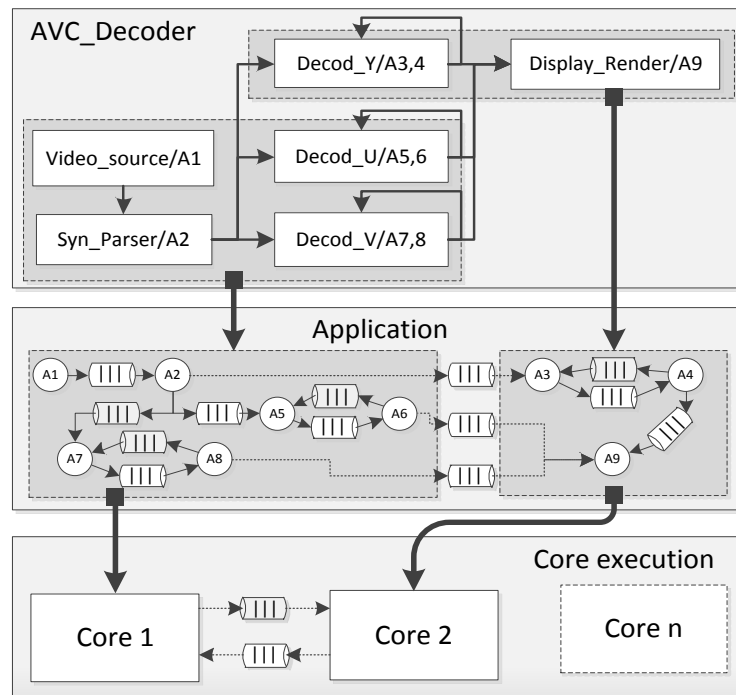 AVC_Decoder
Decod_Y/A3,4
Display_Render/A9
Video_source/A1
Decod_U/A5,6
Syn_Parser/A2
Decod_V/A7,8
Application
A1
A2
A3
A4
A5
A6
A7
A8
A9
Core execution
Core 1
Core 2
Core n